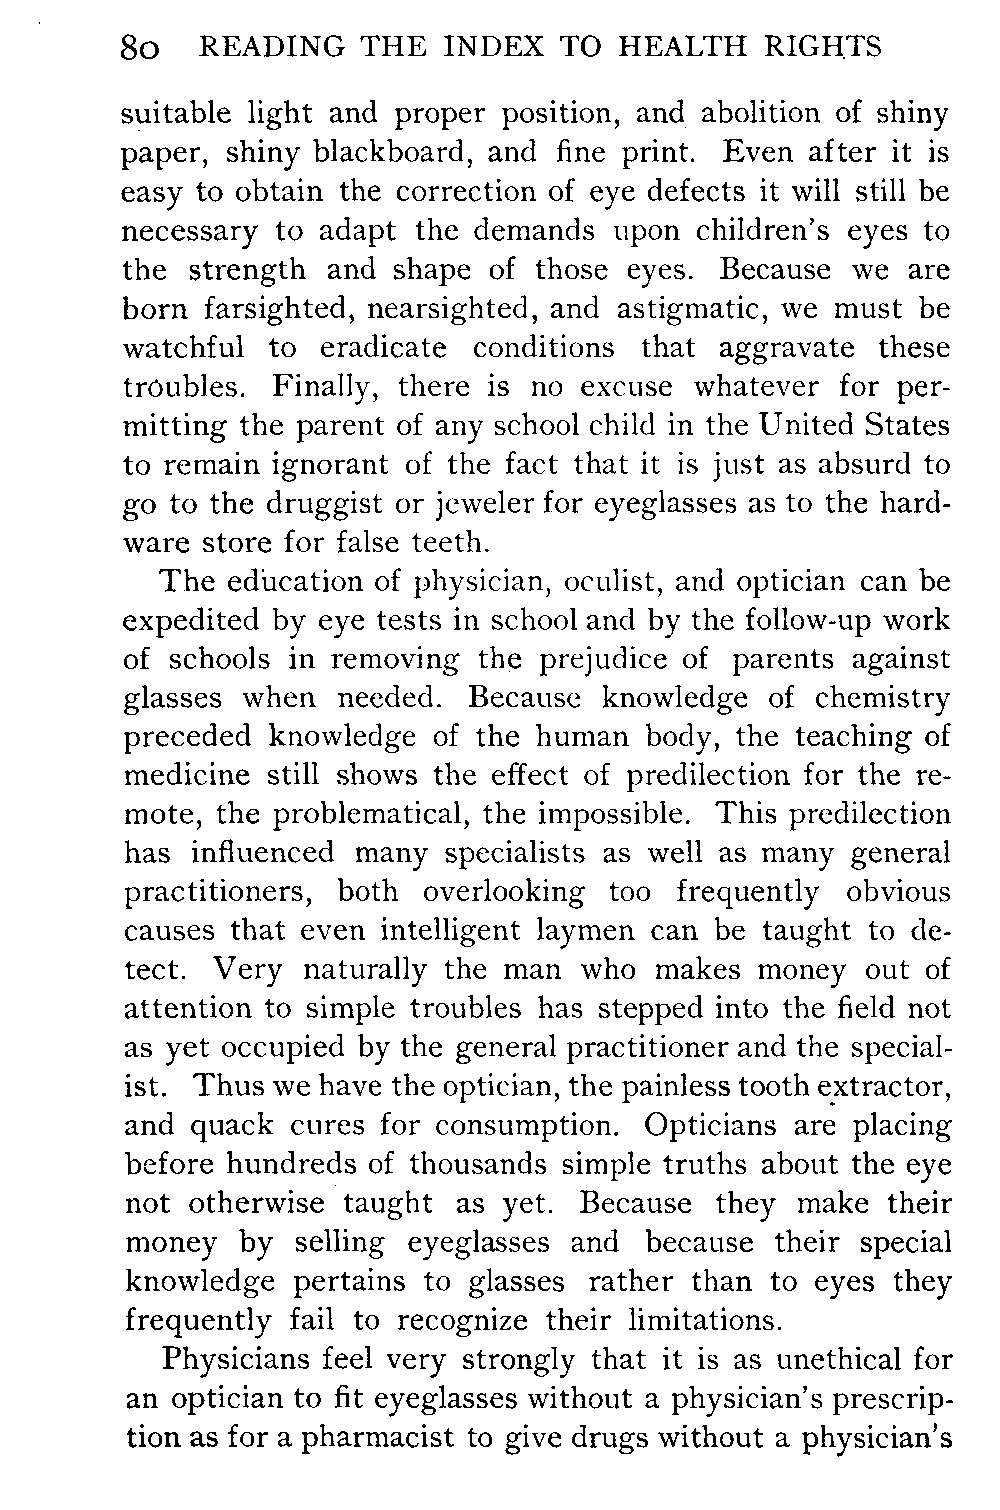 80 READING THE INDEX TO HEALTH RIGHTS
suitable light and proper position, and abolition of shiny
paper, shiny blackboard, and fine print. Even after it is
easy to obtain the correction of eye defects it will still be
necessary to adapt the demands upon children's eyes to
the strength and shape of those eyes. Because we are
born farsighted, nearsighted, and astigmatic, we must be
watchful to eradicate conditions that aggravate these
troubles. Finally, there is no excuse whatever for per-
mitting the parent of any school child in the United States
to remain ignorant of the fact that it is just as absurd to
go to the druggist or jeweler for eyeglasses as to the hard-
ware store for false teeth.
The education of physician, oculist, and optician can be
expedited by eye tests in school and by the follow-up work
of schools in removing the prejudice of parents against
glasses when needed. Because knowledge of chemistry
preceded knowledge of the human body, the teaching of
medicine still shows the effect of predilection for the re-
mote, the problematical, the impossible. This predilection
has influenced many specialists as well as many general
practitioners, both overlooking too frequently obvious
causes that even intelligent laymen can be taught to de-
tect. Very naturally the man who makes money out of
attention to simple troubles has stepped into the field not
as yet occupied by the general practitioner and the special-
ist. Thus we have the optician, the painless tooth extractor,
and quack cures for consumption. Opticians are placing
before hundreds of thousands simple truths about the eye
not otherwise taught as yet. Because they make their
money by selling eyeglasses and because their special
knowledge pertains to glasses rather than to eyes they
frequently fail to recognize their limitations.
Physicians feel very strongly that it is as unethical for
an optician to fit eyeglasses without a physician's prescrip-
tion as for a pharmacist to give drugs without a physician's